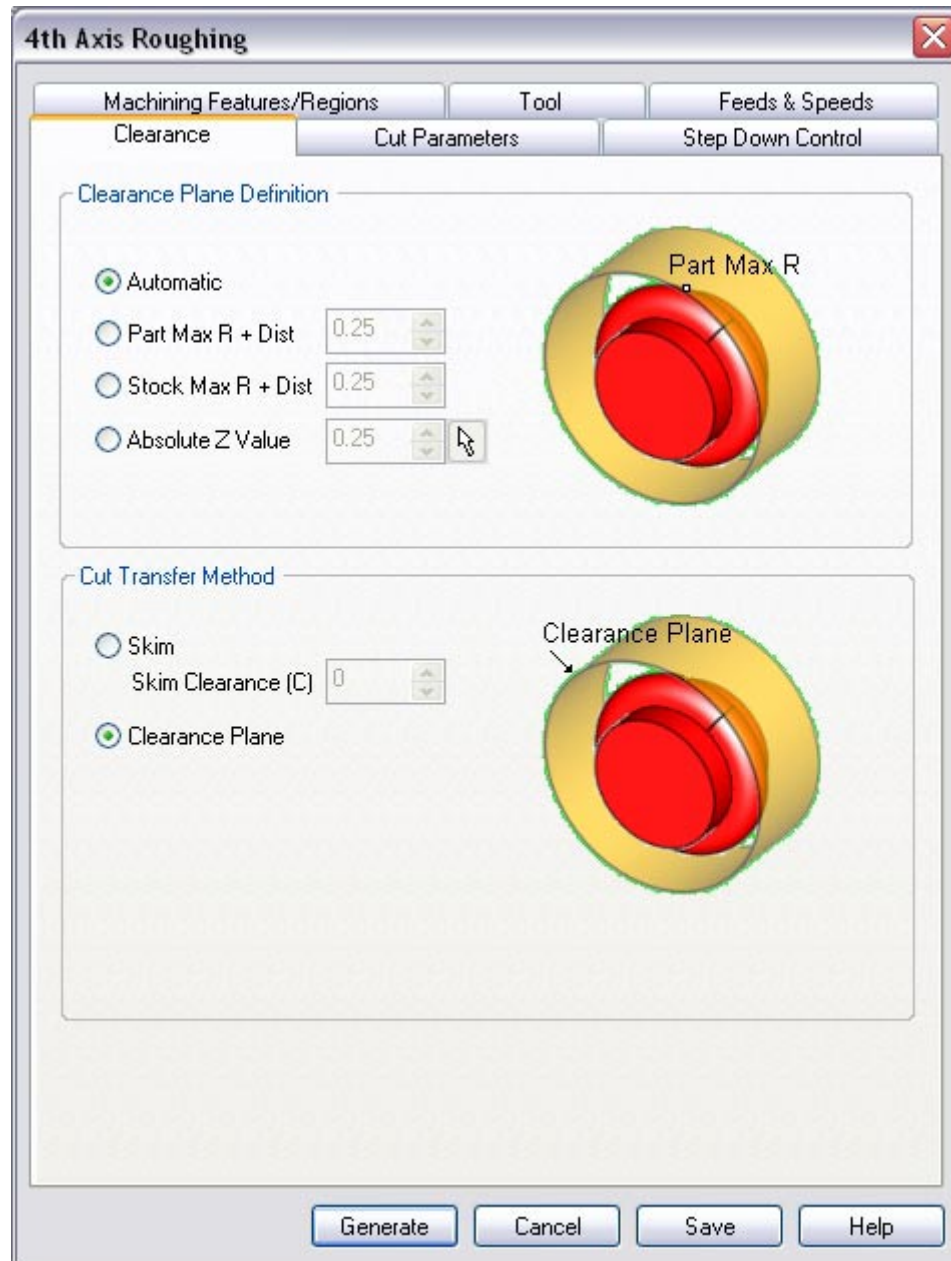 4th Axis Roughing
Machining Features/Regions Tool Feeds & Speeds
Clearance Cut Parameters Step Down Control
Clearance Plane Definition
Part Max R
Automatic
Part Max R + Dist 0.25
Stock Max R + Dist 0.25
Absolute Z Value 0.25
Cut Transfer Method
Clearance Plane
Skim
Skim Clearance (C) 0
Clearance Plane
Generate Cancel Save Help